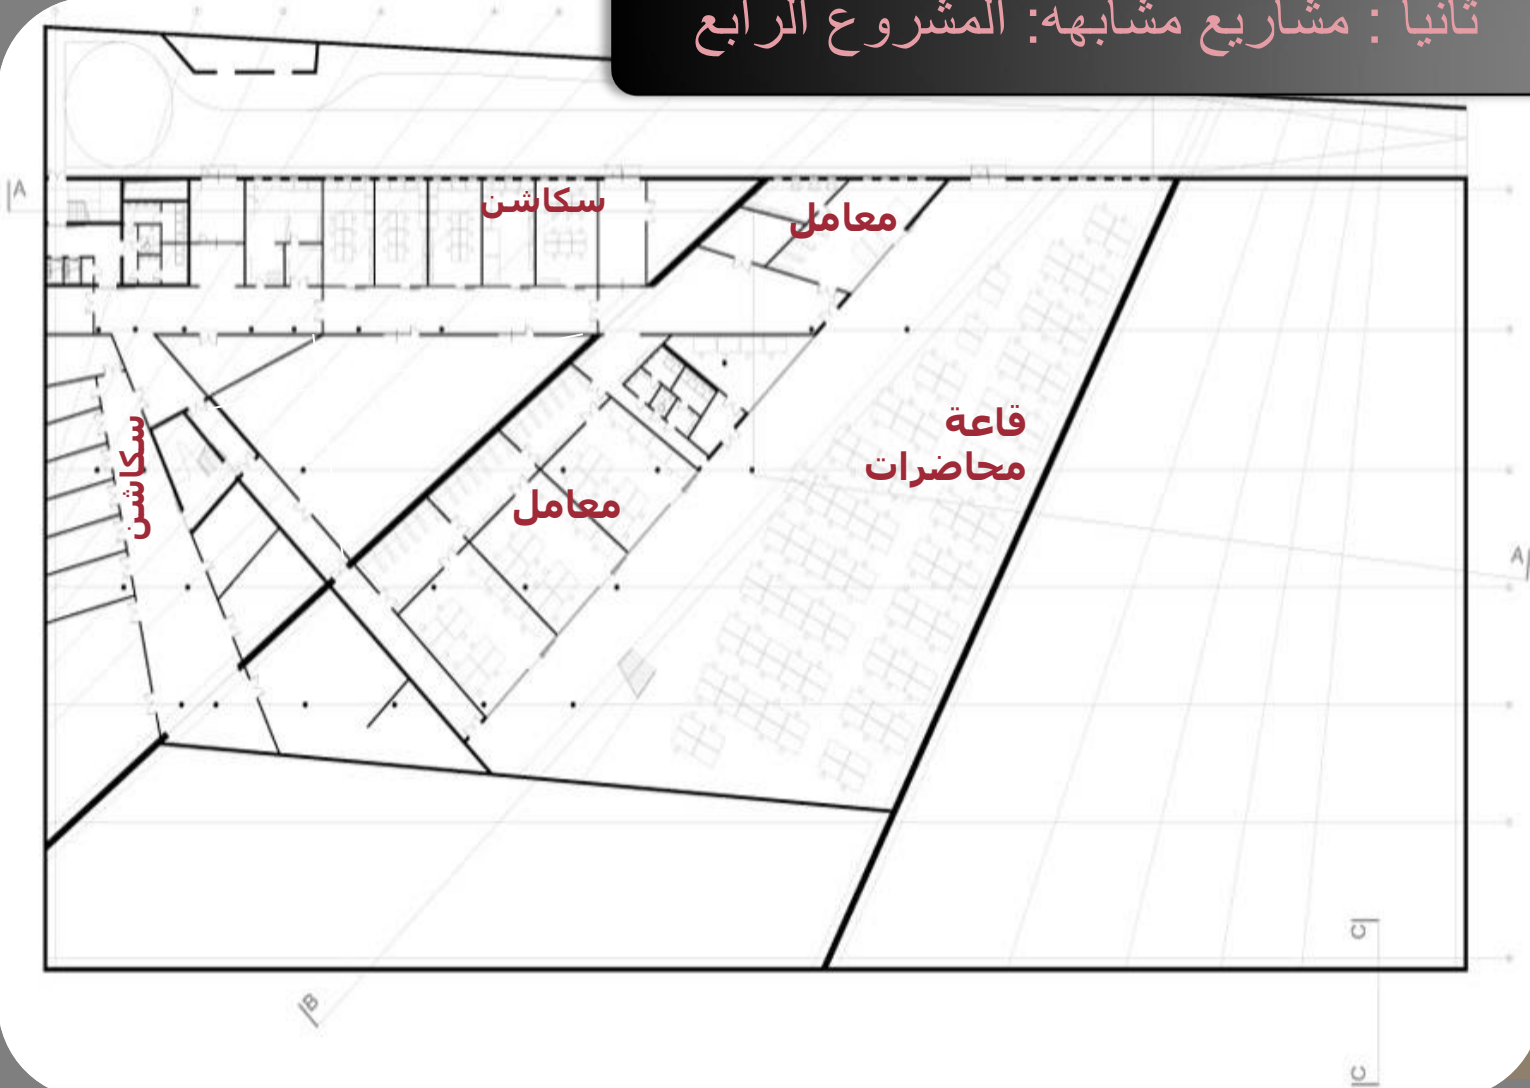 ثانيا : مشاريع مشابهه: المشروع الرابع
A
سكاشن
معامل
قاعة
محاضرات
سكاشن
معامل
A
C
B
C